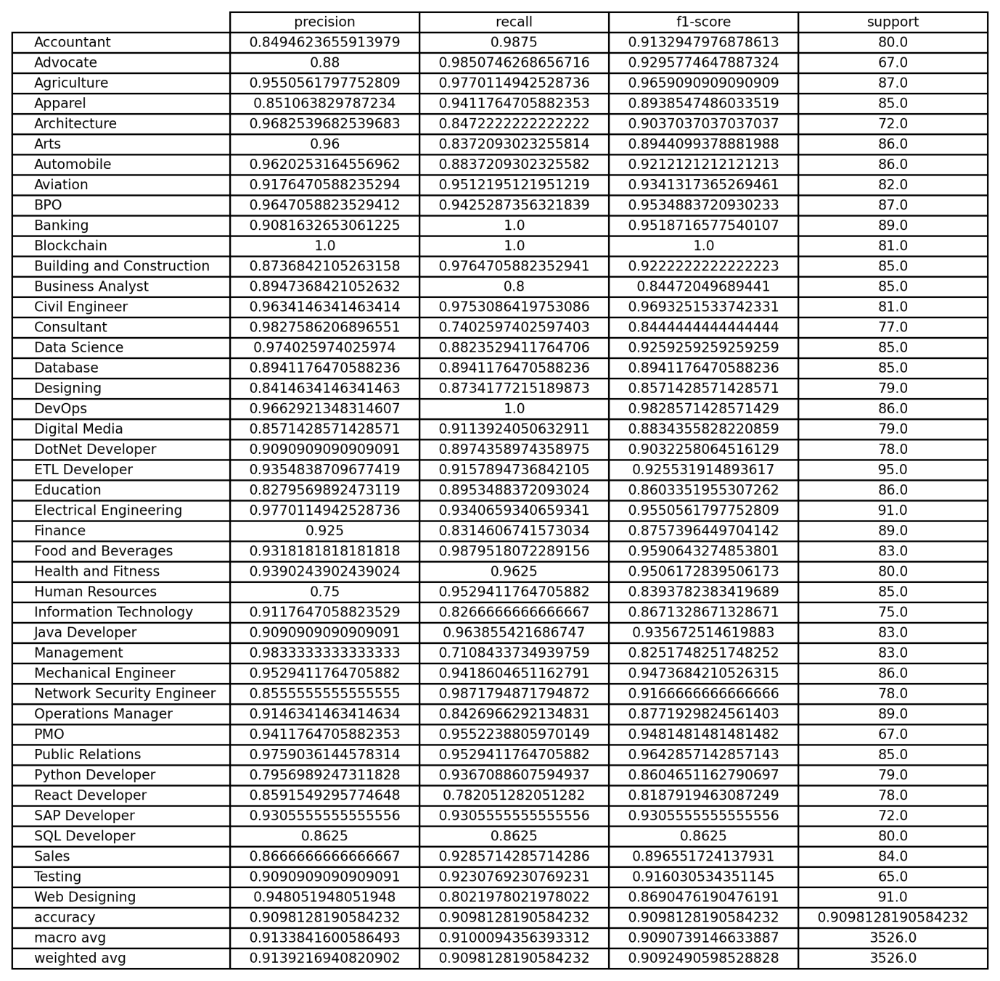 precision recall f1-score support
Accountant 0.8494623655913979 0.9875 0.9132947976878613 80.0
Advocate 0.88 0.9850746268656716 0.9295774647887324 67.0
Agriculture 0.9550561797752809 0.9770114942528736 0.9659090909090909 87.0
Apparel 0.851063829787234 0.9411764705882353 0.8938547486033519 85.0
Architecture 0.9682539682539683 0.8472222222222222 0.9037037037037037 72.0
Arts 0.96 0.8372093023255814 0.8944099378881988 86.0
Automobile 0.9620253164556962 0.8837209302325582 0.9212121212121213 86.0
Aviation 0.9176470588235294 0.9512195121951219 0.9341317365269461 82.0
BPO 0.9647058823529412 0.9425287356321839 0.9534883720930233 87.0
Banking 0.9081632653061225 1.0 0.9518716577540107 89.0
Blockchain 1.0 1.0 1.0 81.0
Building and Construction 0.8736842105263158 0.9764705882352941 0.9222222222222223 85.0
Business Analyst 0.8947368421052632 0.8 0.84472049689441 85.0
Civil Engineer 0.9634146341463414 0.9753086419753086 0.9693251533742331 81.0
Consultant 0.9827586206896551 0.7402597402597403 0.8444444444444444 77.0
Data Science 0.974025974025974 0.8823529411764706 0.9259259259259259 85.0
Database 0.8941176470588236 0.8941176470588236 0.8941176470588236 85.0
Designing 0.8414634146341463 0.8734177215189873 0.8571428571428571 79.0
DevOps 0.9662921348314607 1.0 0.9828571428571429 86.0
Digital Media 0.8571428571428571 0.9113924050632911 0.8834355828220859 79.0
DotNet Developer 0.9090909090909091 0.8974358974358975 0.9032258064516129 78.0
ETL Developer 0.9354838709677419 0.9157894736842105 0.925531914893617 95.0
Education 0.8279569892473119 0.8953488372093024 0.8603351955307262 86.0
Electrical Engineering 0.9770114942528736 0.9340659340659341 0.9550561797752809 91.0
Finance 0.925 0.8314606741573034 0.8757396449704142 89.0
Food and Beverages 0.9318181818181818 0.9879518072289156 0.9590643274853801 83.0
Health and Fitness 0.9390243902439024 0.9625 0.9506172839506173 80.0
Human Resources 0.75 0.9529411764705882 0.8393782383419689 85.0
Information Technology 0.9117647058823529 0.8266666666666667 0.8671328671328671 75.0
Java Developer 0.9090909090909091 0.963855421686747 0.935672514619883 83.0
Management 0.9833333333333333 0.7108433734939759 0.8251748251748252 83.0
Mechanical Engineer 0.9529411764705882 0.9418604651162791 0.9473684210526315 86.0
Network Security Engineer 0.8555555555555555 0.9871794871794872 0.9166666666666666 78.0
Operations Manager 0.9146341463414634 0.8426966292134831 0.8771929824561403 89.0
PMO 0.9411764705882353 0.9552238805970149 0.9481481481481482 67.0
Public Relations 0.9759036144578314 0.9529411764705882 0.9642857142857143 85.0
Python Developer 0.7956989247311828 0.9367088607594937 0.8604651162790697 79.0
React Developer 0.8591549295774648 0.782051282051282 0.8187919463087249 78.0
SAP Developer 0.9305555555555556 0.9305555555555556 0.9305555555555556 72.0
SQL Developer 0.8625 0.8625 0.8625 80.0
Sales 0.8666666666666667 0.9285714285714286 0.896551724137931 84.0
Testing 0.9090909090909091 0.9230769230769231 0.916030534351145 65.0
Web Designing 0.948051948051948 0.8021978021978022 0.8690476190476191 91.0
accuracy 0.9098128190584232 0.9098128190584232 0.9098128190584232 0.9098128190584232
macro avg 0.9133841600586493 0.9100094356393312 0.9090739146633887 3526.0
weighted avg 0.9139216940820902 0.9098128190584232 0.9092490598528828 3526.0